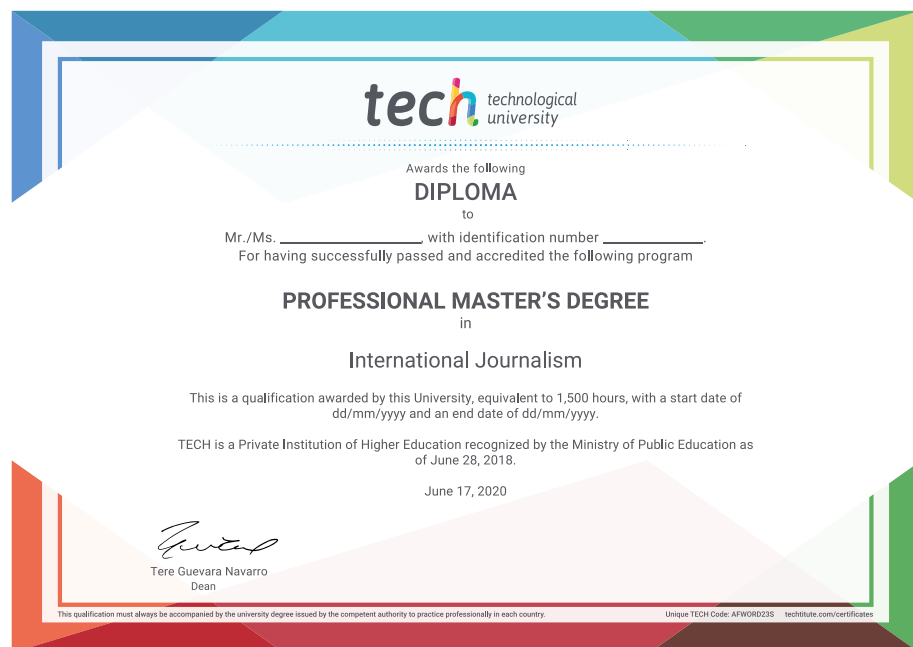 tech technological
university
Awards the following
DIPLOMA
to
Mr./Ms. ____________________, with identification number ______________.
For having successfully passed and accredited the following program
PROFESSIONAL MASTER'S DEGREE
in
International Journalism
This is a qualification awarded by this University, equivalent to 1,500 hours, with a start date of
dd/mm/yyyy and an end date of dd/mm/yyyy.
TECH is a Private Institution of Higher Education recognized by the Ministry of Public Education as
of June 28, 2018.
June 17, 2020
Tere Guevara Navarro
Dean
This qualification must always be accompanied by the university degree issued by the competent authority to practice professionally in each country. Unique TECH Code: AFWORD23S techtitute.com/certificates